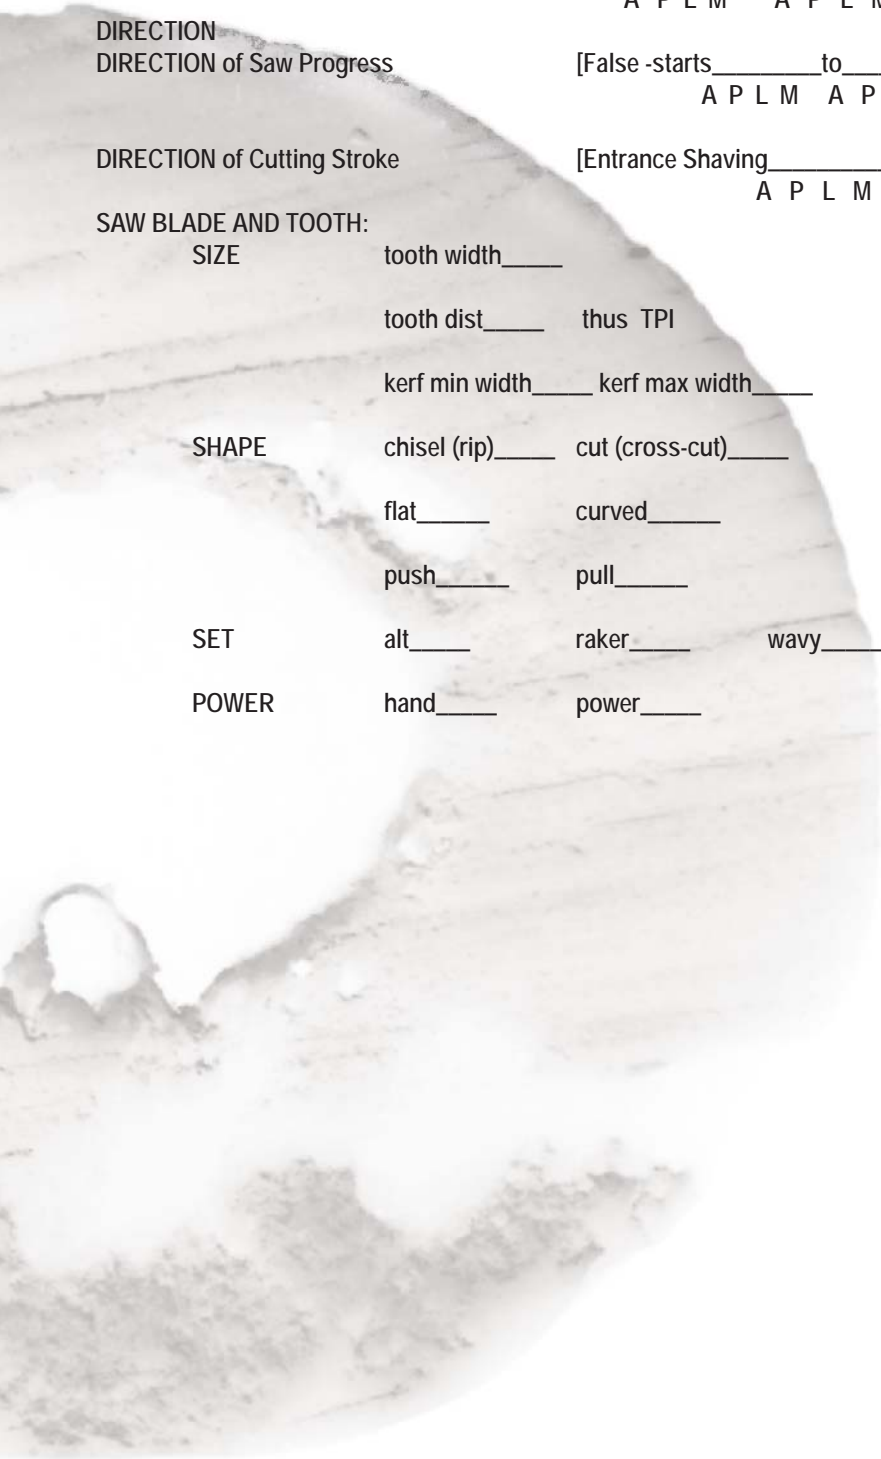 A P L M A P L M
DIRECTION
DIRECTION of Saw Progress [False -starts_________to____
A P L M A P
DIRECTION of Cutting Stroke [Entrance Shaving_________
A P L M
SAW BLADE AND TOOTH:
SIZE tooth width_____
tooth dist_____ thus TPI
kerf min width_____ kerf max width_____
SHAPE chisel (rip)_____ cut (cross-cut)_____
flat______ curved______
push______ pull______
SET alt_____ raker_____ wavy_____
POWER hand_____ power_____